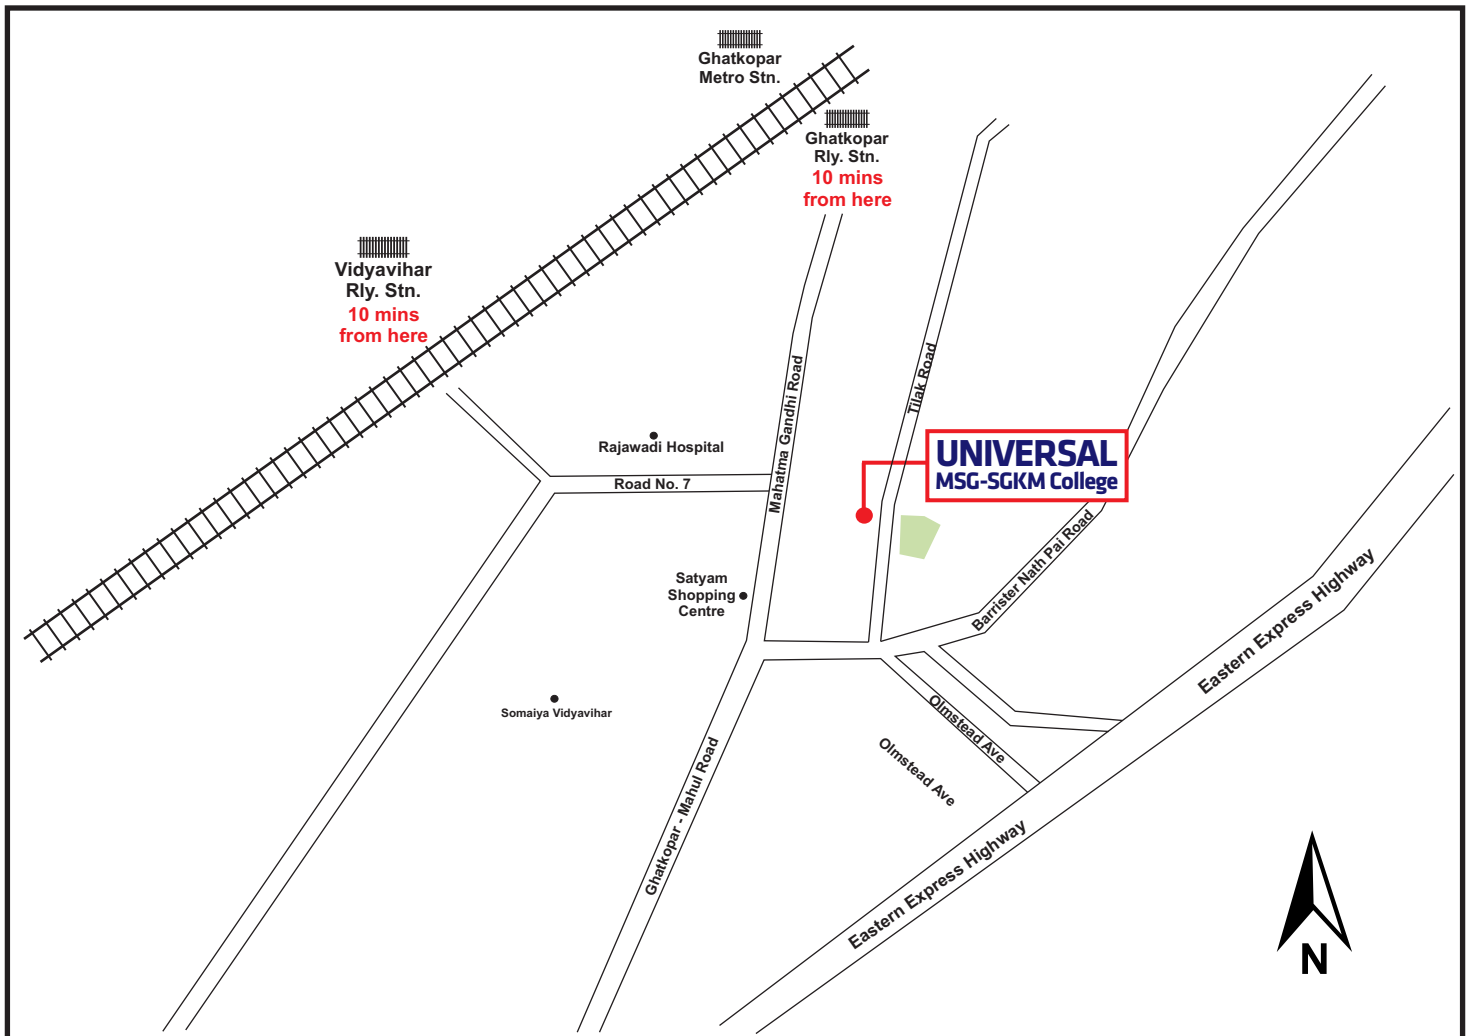 Ghatkopar
Metro Stn.
Ghatkopar
Rly. Stn.
10 mins
from here
Vidyavihar
Rly. Stn.
10 mins
from here
Mahatma Gandhi Road
Tilak Road
Rajawadi Hospital
Road No. 7
UNIVERSAL
MSG-SGKM College
Barrister Nath Pai Road
Satyam
Shopping
Centre
Eastern Express Highway
Somaiya Vidyavihar
Olmstead Ave
Olmstead Ave
Ghatkopar - Mahul Road
Eastern Express Highway
N